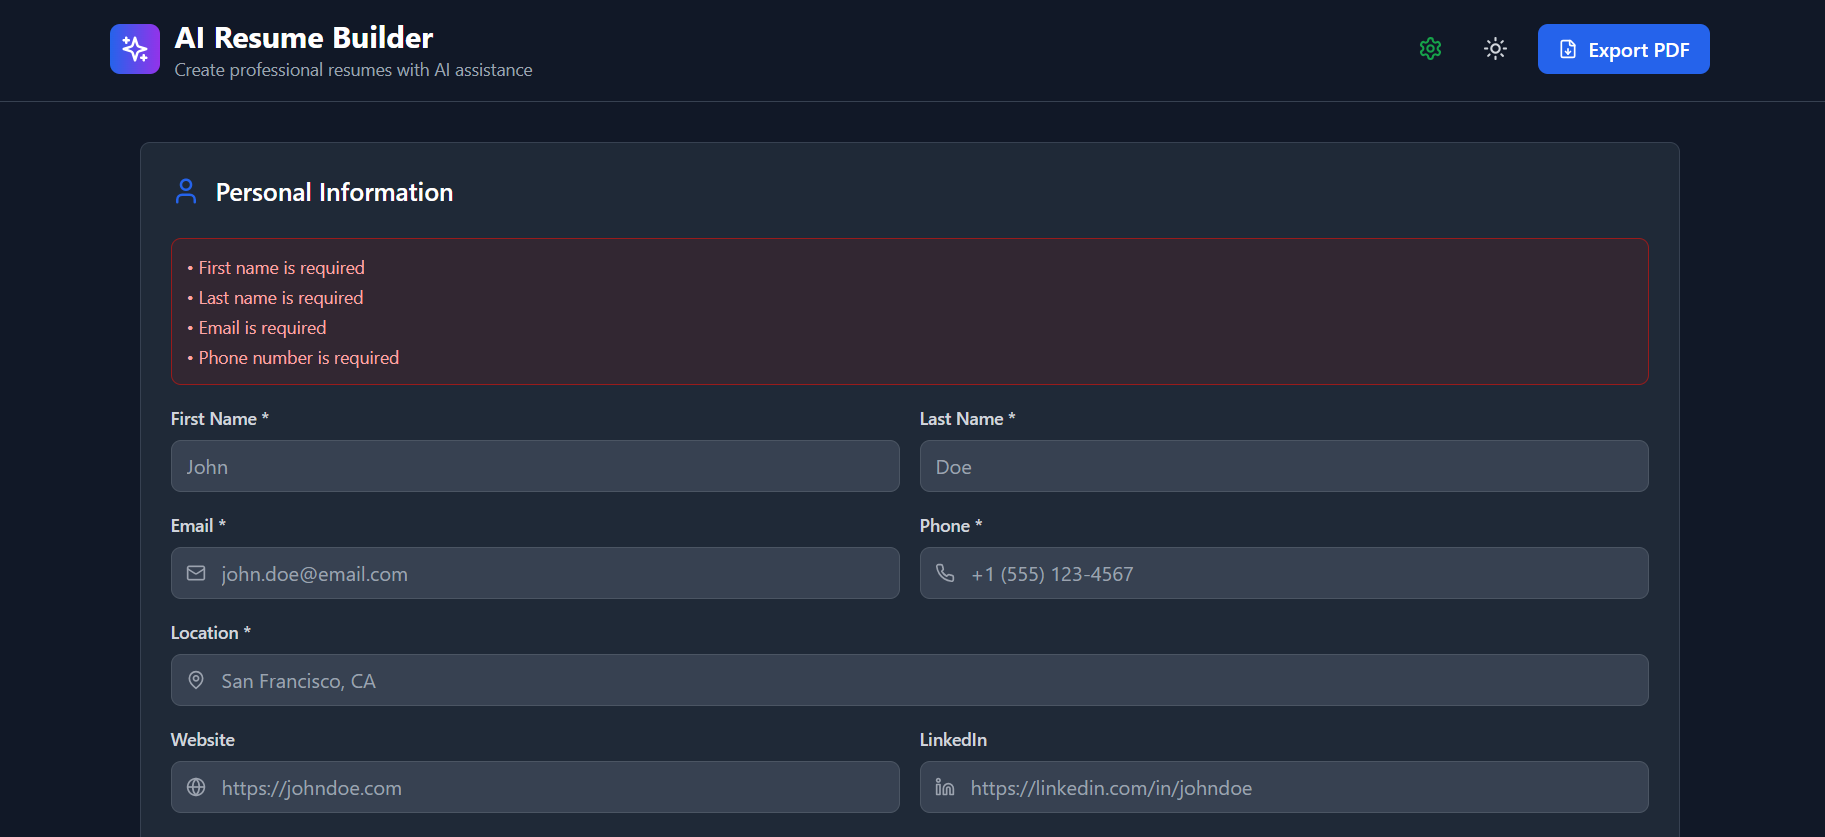 AI Resume Builder
Create professional resumes with AI assistance
Export PDF
Personal Information
• First name is required
• Last name is required
• Email is required
• Phone number is required
First Name *
Last Name *
John
Doe
Email *
Phone *
john.doe@email.com
+1 (555) 123-4567
Location *
San Francisco, CA
Website
LinkedIn
https://johndoe.com
https://linkedin.com/in/johndoe